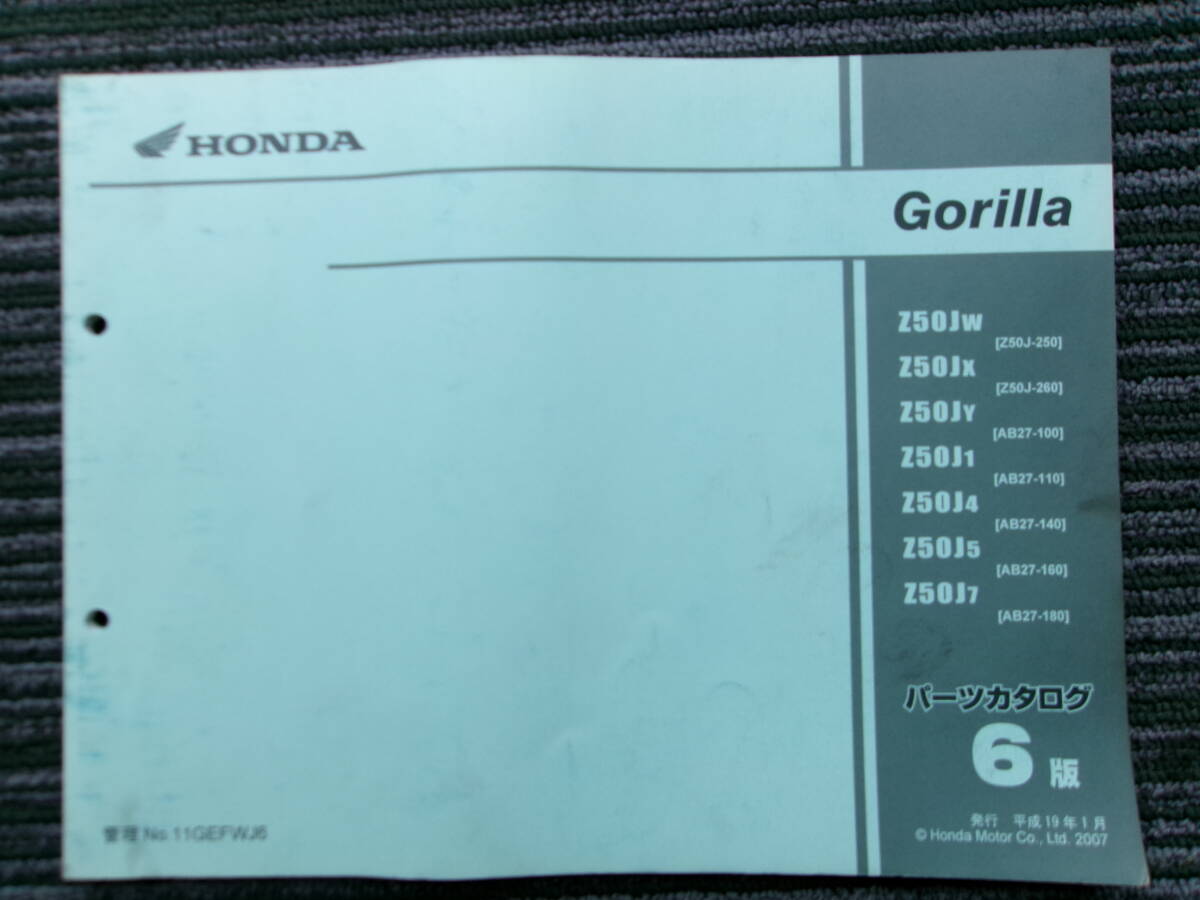 HONDA
Gorilla
Z50JW
[Z50J-250]
Z50JX
[Z50J-260]
Z50JY
[AB27-100]
Z50J1
[AB27-110]
Z50J4
[AB27-140]
Z50J5
[AB27-160]
Z50J7
[AB27-180]
パーツカタログ
6版
発行 平成19年1月
© Honda Motor Co., Ltd. 2007
管理 No 11GEFWJ6